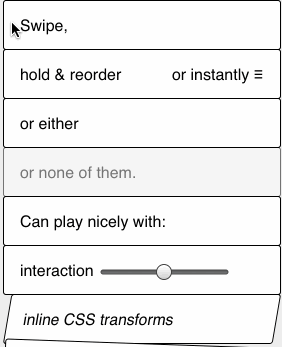 Swipe,
hold & reorder or instantly ≡
or either
or none of them.
Can play nicely with:
interaction
inline CSS transforms